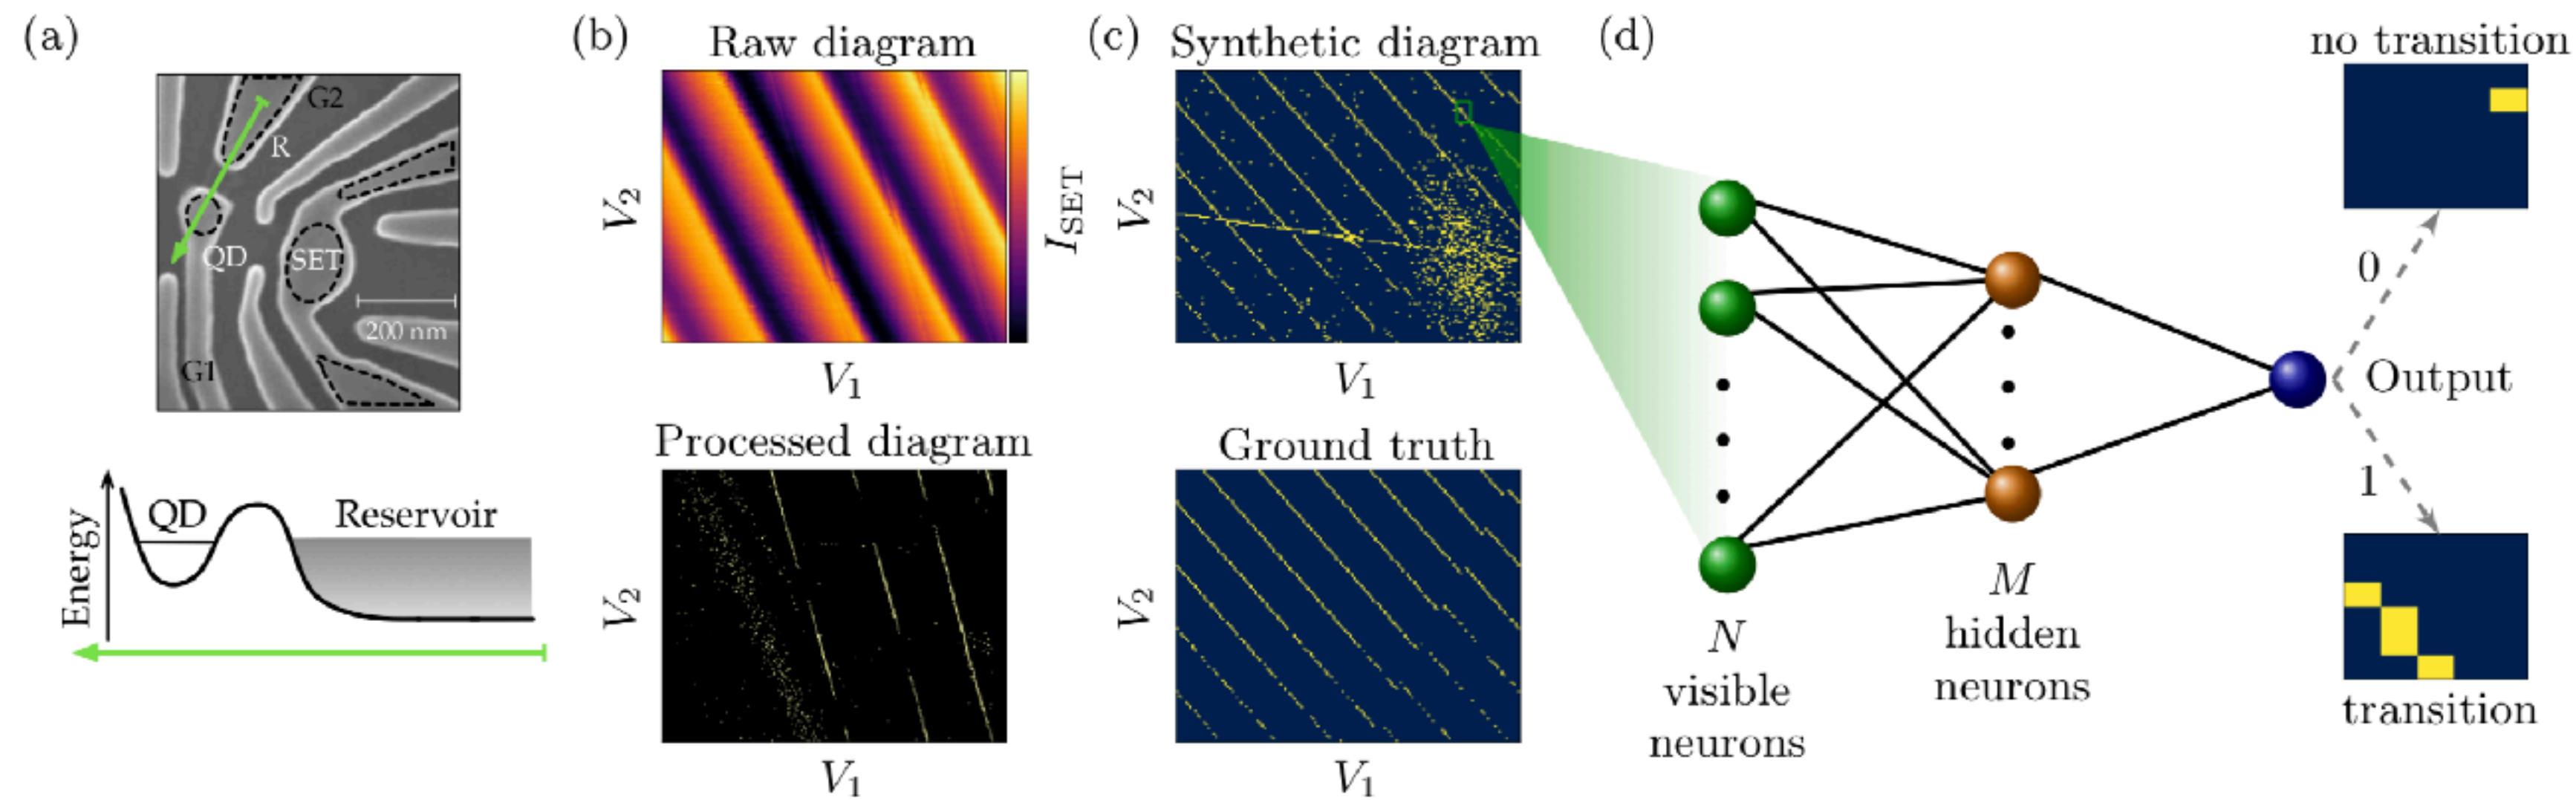 (a)
G2
R
QD
SET
200 nm
G1
Energy
QD
Reservoir
(b)
Raw diagram
V₂
V₁
I_SET
Processed diagram
V₂
V₁
(c)
Synthetic diagram
V₂
V₁
Ground truth
V₂
V₁
(d)
N
visible
neurons
M
hidden
neurons
no transition
0
Output
1
transition